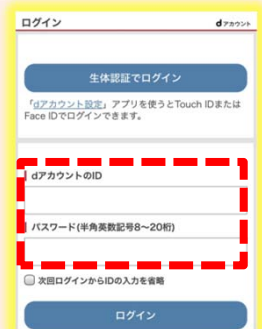 ログイン
dアカウント
生体認証でログイン
「dアカウント設定」アプリを使うとTouch IDまたは
Face IDでログインできます。
dアカウントのID
パスワード(半角英数記号8〜20桁)
次回ログインからIDの入力を省略
ログイン